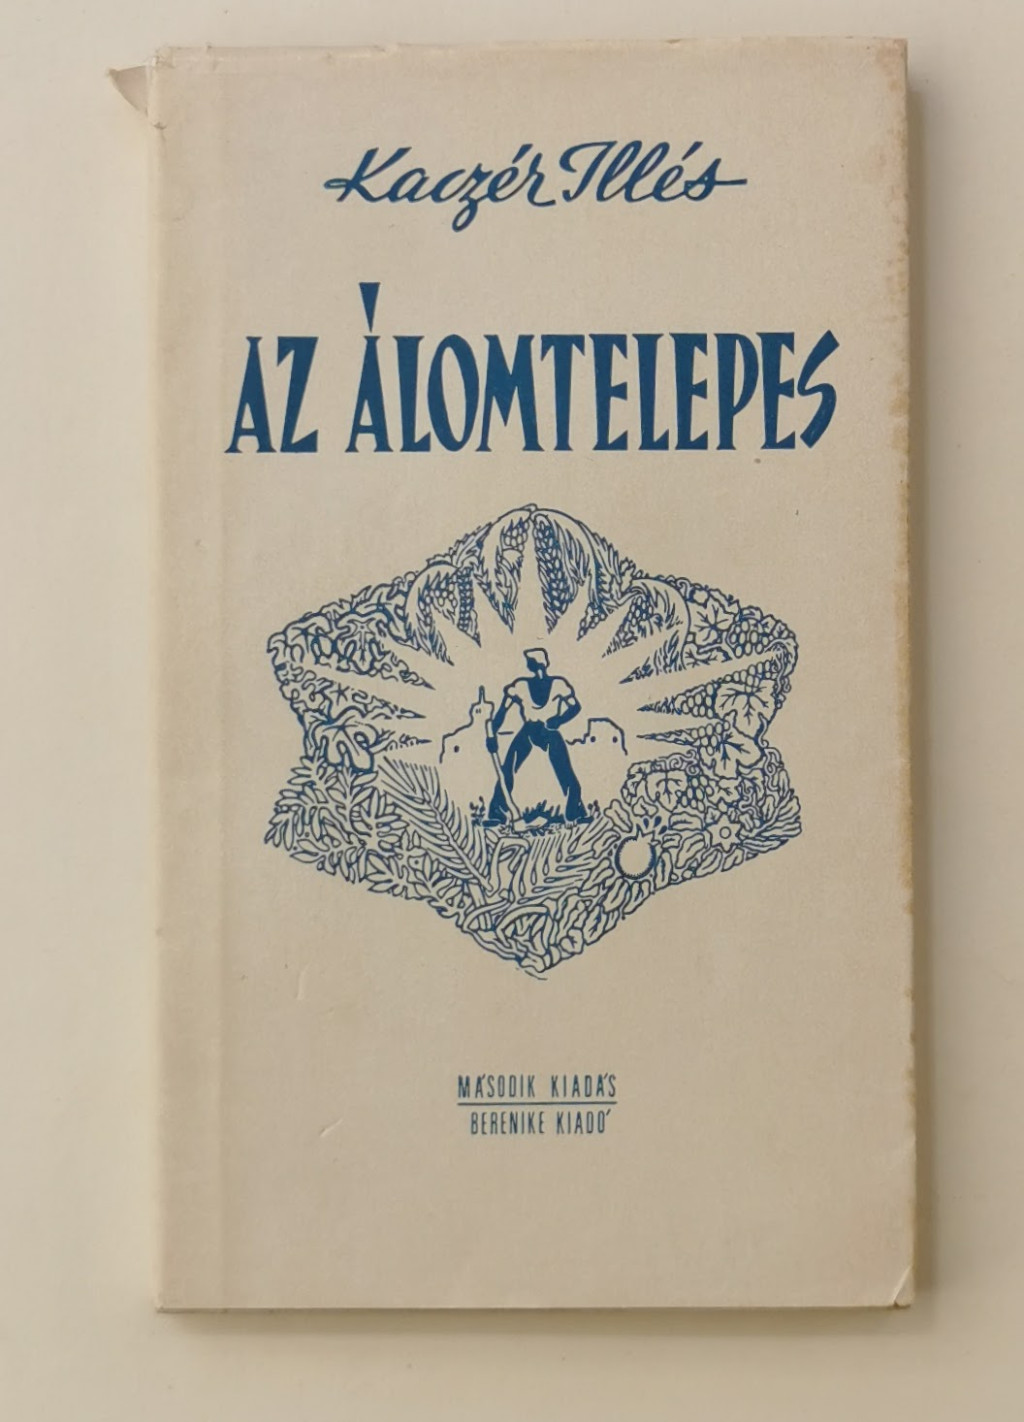 Kaczér Illés
AZ ÁLOMTELEPES
MÁSODIK KIADÁS
BERENIKE KIADÓ